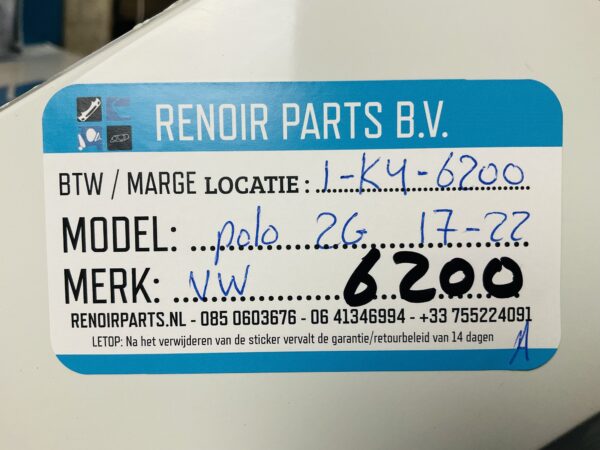 RENOIR PARTS B.V.
BTW / MARGE LOCATIE : 1-K4-6200
MODEL: polo 2G 17-22
MERK: VW 6200
RENOIRPARTS.NL - 085 0603676 - 06 41346994 - +33 755224091
LETOP: Na het verwijderen van de sticker vervalt de garantie/retourbeleid van 14 dagen
A